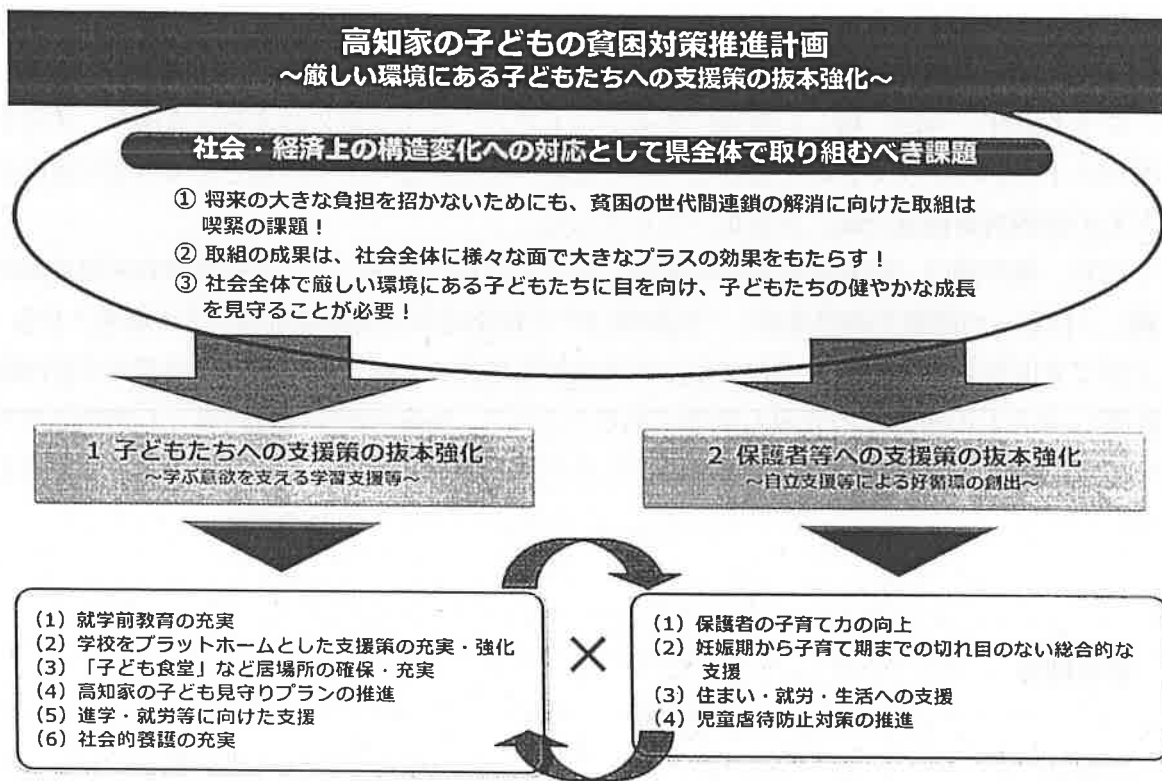 高知家の子どもの貧困対策推進計画
～厳しい環境にある子どもたちへの支援策の抜本強化～
社会・経済上の構造変化への対応として県全体で取り組むべき課題
① 将来の大きな負担を招かないためにも、貧困の世代間連鎖の解消に向けた取組は
喫緊の課題！
② 取組の成果は、社会全体に様々な面で大きなプラスの効果をもたらす！
③ 社会全体で厳しい環境にある子どもたちに目を向け、子どもたちの健やかな成長
を見守ることが必要！
1 子どもたちへの支援策の抜本強化
～学ぶ意欲を支える学習支援等～
2 保護者等への支援策の抜本強化
～自立支援等による好循環の創出～
(1) 就学前教育の充実
(2) 学校をプラットホームとした支援策の充実・強化
(3) 「子ども食堂」など居場所の確保・充実
(4) 高知家の子ども見守りプランの推進
(5) 進学・就労等に向けた支援
(6) 社会的養護の充実
×
(1) 保護者の子育て力の向上
(2) 妊娠期から子育て期までの切れ目のない総合的な
支援
(3) 住まい・就労・生活への支援
(4) 児童虐待防止対策の推進